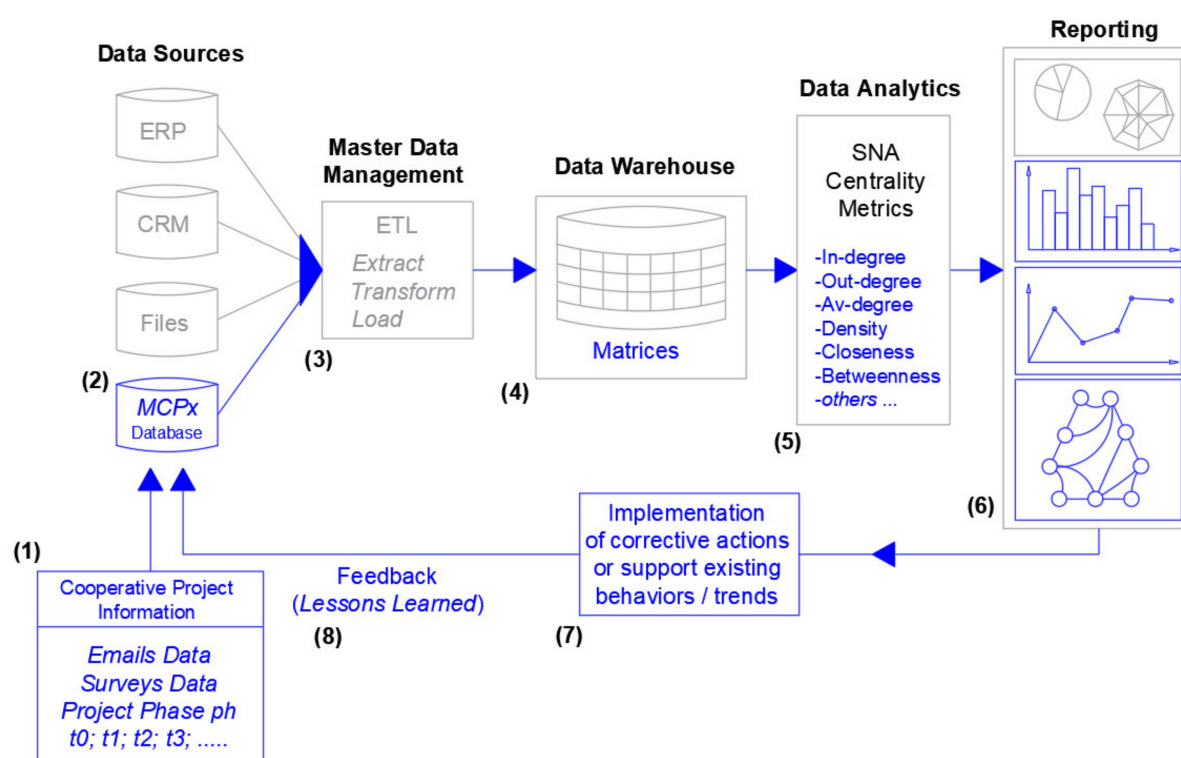 Data Sources
ERP
CRM
Files
(2)
MCPx
Database
(1)
Cooperative Project
Information
Emails Data
Surveys Data
Project Phase ph
t0; t1; t2; t3; .....
Master Data
Management
ETL
Extract
Transform
Load
(3)
Data Warehouse
Matrices
(4)
Data Analytics
SNA
Centrality
Metrics
-In-degree
-Out-degree
-Av-degree
-Density
-Closeness
-Betweenness
-others ...
(5)
Reporting
(6)
Implementation
of corrective actions
or support existing
behaviors / trends
(7)
Feedback
(Lessons Learned)
(8)